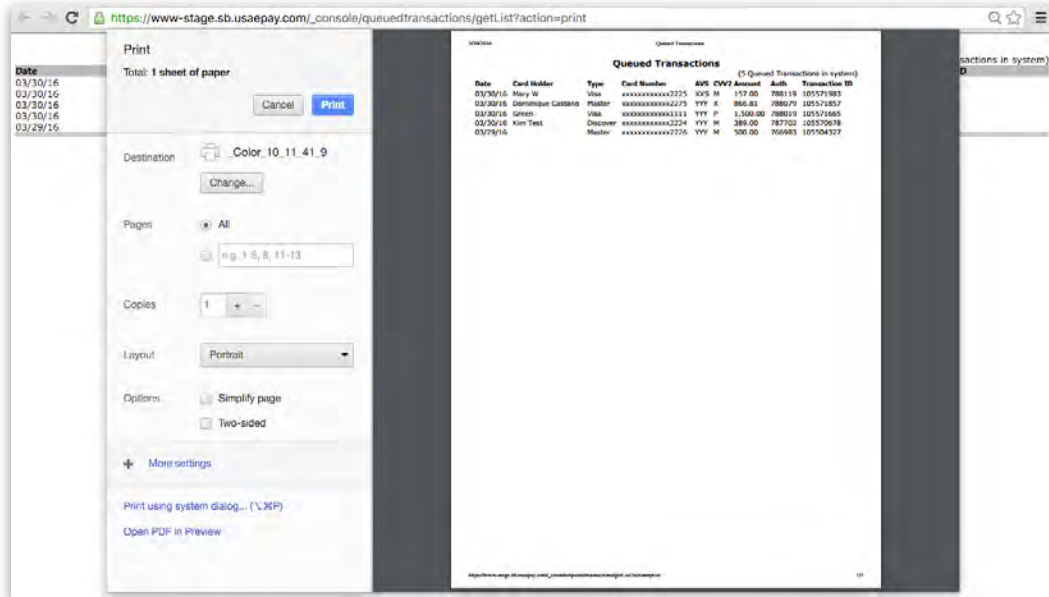 https://www-stage.sb.usaepay.com/_console/queuedtransactions/getList?action=print
sactions in system)
Date
D
03/30/16
03/30/16
03/30/16
03/30/16
03/29/16
Print
Total: 1 sheet of paper
Cancel
Print
Destination
_Color_10_11_41_9
Change...
Pages
All
e.g. 1-5, 8, 11-13
Copies
1
+
-
Layout
Portrait
Options
Simplify page
Two-sided
+ More settings
Print using system dialog... (⌥⌘P)
Open PDF in Preview
Queued Transactions
Queued Transactions
(5 Queued Transactions in system)
Date Card Holder Type Card Number AVS CVV2 Amount Auth Transaction ID
03/30/16 Mary W Visa xxxxxxxxxxxx2225 XXS M 157.00 788119 105571983
03/30/16 Dominique Castano Master xxxxxxxxxxxx2275 YYY K 866.81 788079 105571857
03/30/16 Green Visa xxxxxxxxxxxx1111 YYY P 1,500.00 788019 105571665
03/30/16 Kim Test Discover xxxxxxxxxxxx2224 YYY M 389.00 787702 105570678
03/29/16 Master xxxxxxxxxxxx2226 YYY M 500.00 766983 105504327